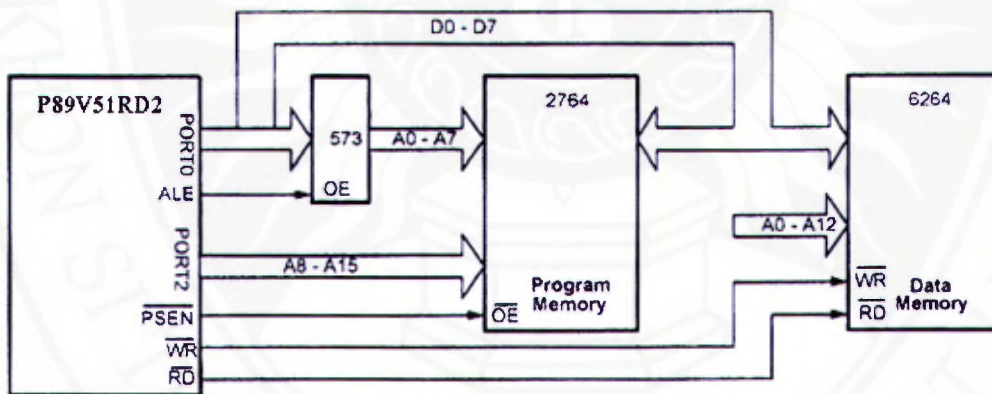 D0 - D7
P89V51RD2
PORT0
ALE
PORT2
PSEN
WR
RD
573
OE
A0 - A7
A8 - A15
2764
Program
Memory
OE
6264
A0 - A12
WR
RD
Data
Memory